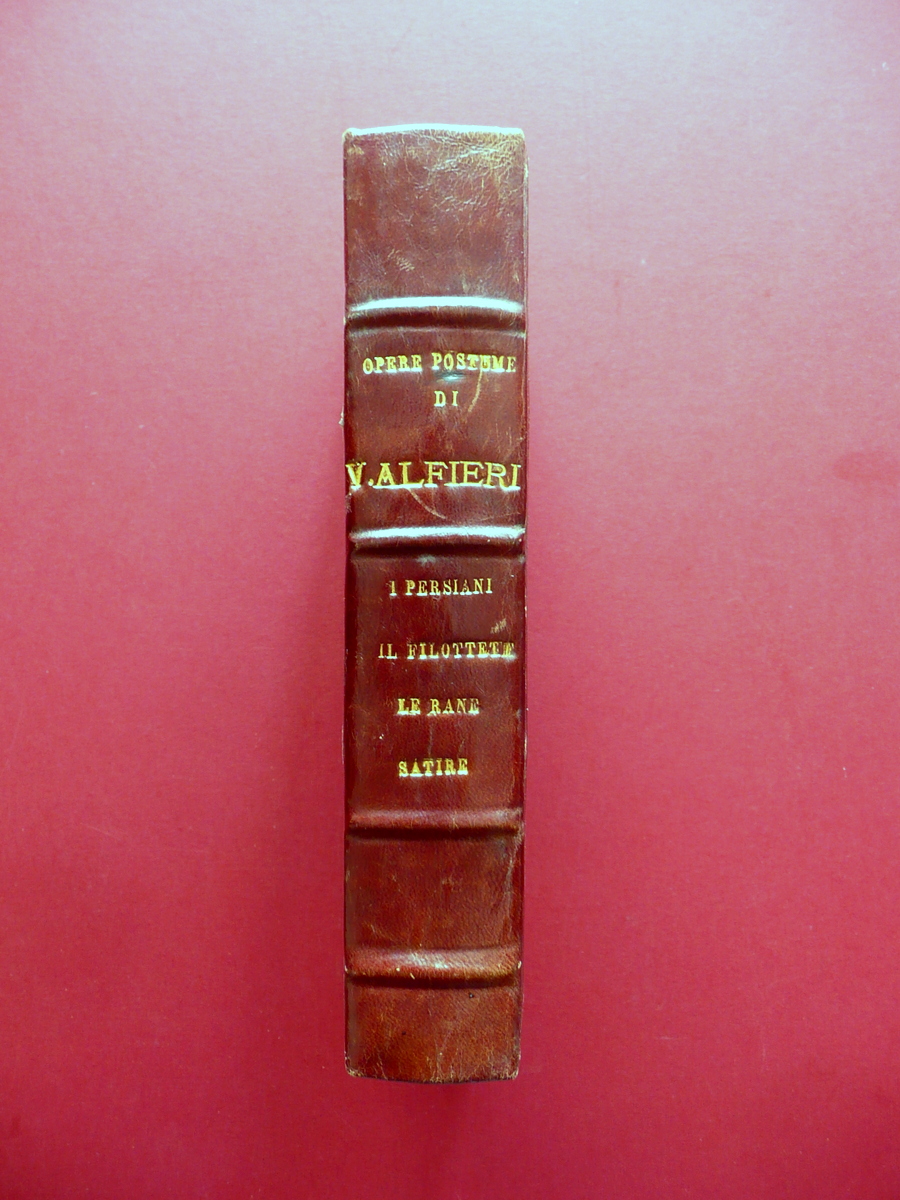 OPERE POSTUME
DI
V. ALFIERI
I PERSIANI
IL FILOTTETE
LE RANE
SATIRE